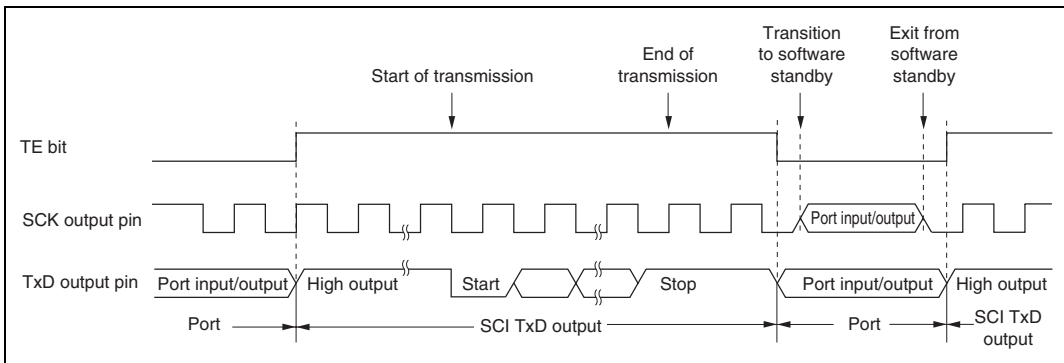 Transition
to software
standby
Exit from
software
standby
Start of transmission
End of
transmission
TE bit
SCK output pin
Port input/output
TxD output pin
Port input/output
High output
Start
Stop
Port input/output
High output
Port
SCI TxD output
Port
SCI TxD
output